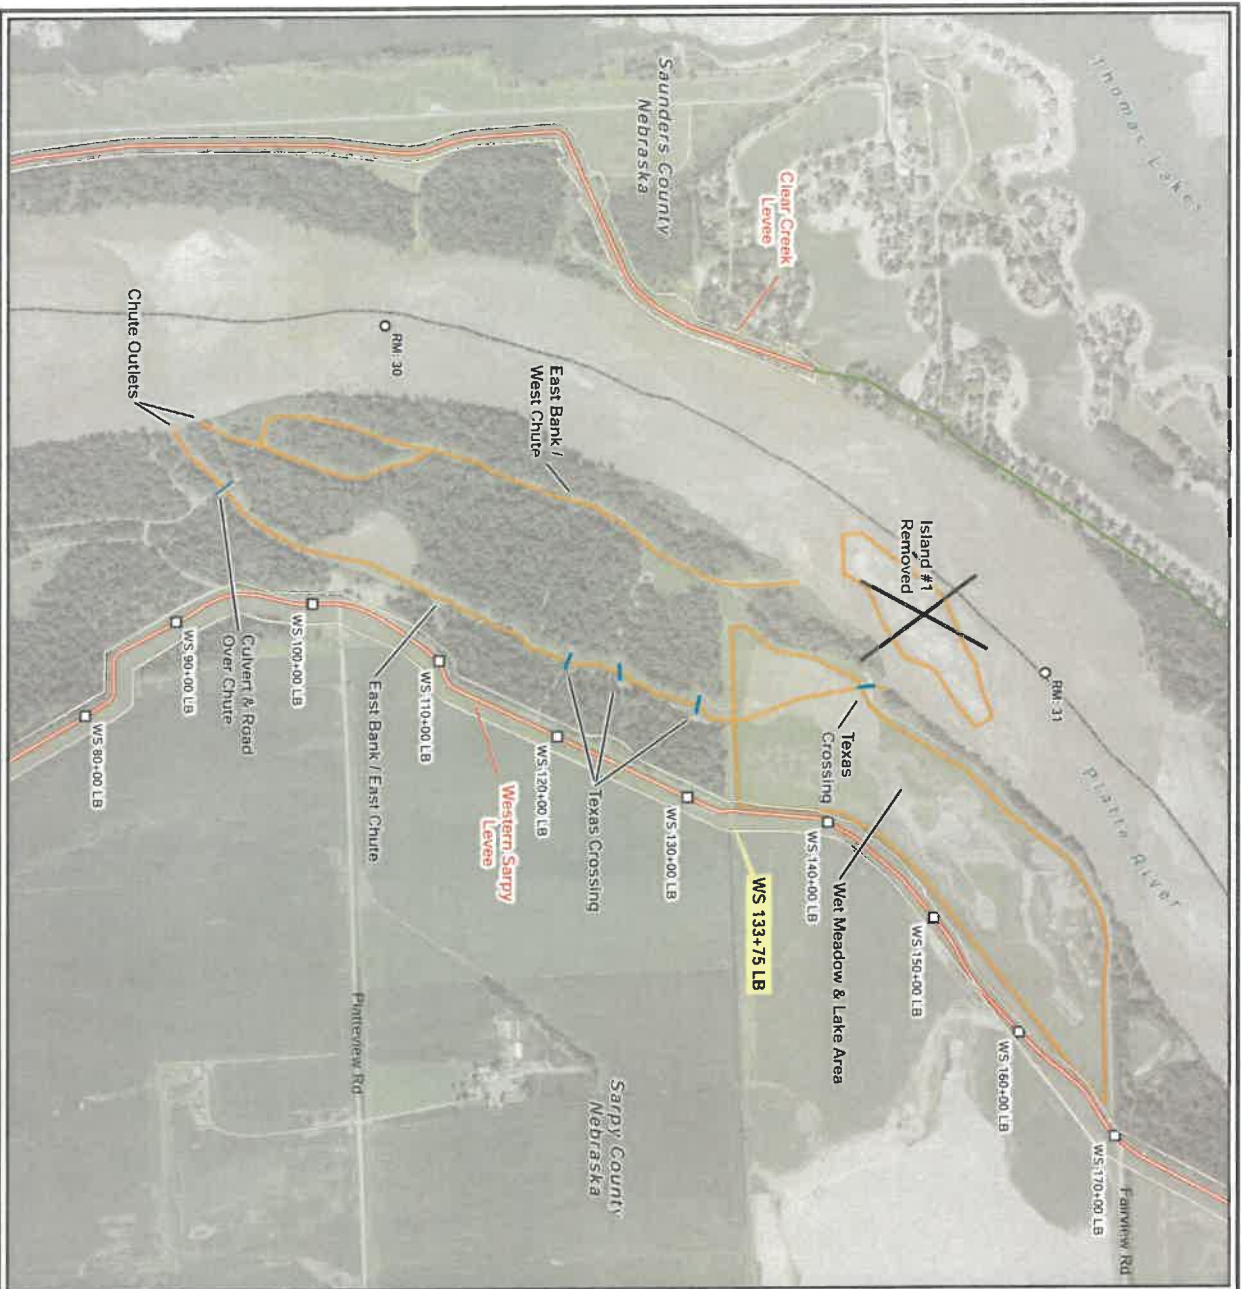 Thomas Lakes
Saunders County
Nebraska
Clear Creek
Levee
Chute Outlets
RM: 30
East Bank /
West Chute
Island #1
Removed
RM: 31
Platte River
Texas
Crossing
Wet Meadow & Lake Area
WS 133+75 LB
Texas Crossing
Western Sarpy
Levee
East Bank / East Chute
Culvert & Road
Over Chute
WS:80+00 LB
WS:90+00 LB
WS:100+00 LB
WS:110+00 LB
WS:120+00 LB
WS:130+00 LB
WS:140+00 LB
WS:150+00 LB
WS:160+00 LB
WS:170+00 LB
Fairview Rd
Platteview Rd
Sarpy County
Nebraska